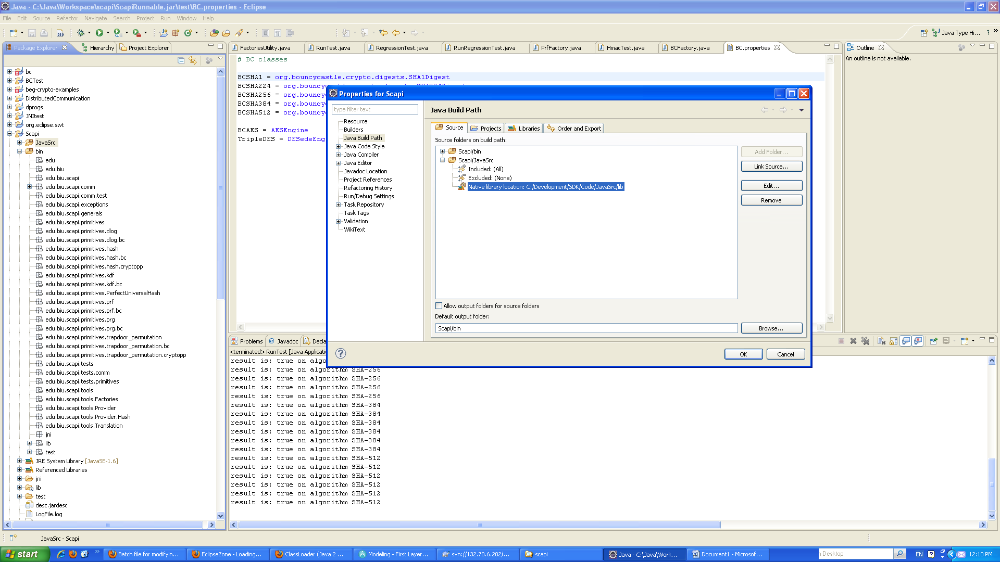 Java - C:\Java\Workspace\scapi\ScapiRunnable.jar\test\BC.properties - Eclipse
File Edit Source Refactor Navigate Search Project Run Window Help
Java Type Hi...
Package Explorer Hierarchy Project Explorer
FactoriesUtility.java RunTest.java RegressionTest.java RunRegressionTest.java PrfFactory.java HmacTest.java BCFactory.java BC.properties
Outline
An outline is not available.
bc
BCTest
beg-crypto-examples
DistributedCommunication
dprogs
JNItest
org.eclipse.swt
Scapi
JavaSrc
bin
edu
edu.biu
edu.biu.scapi
edu.biu.scapi.comm
edu.biu.scapi.comm.test
edu.biu.scapi.exceptions
edu.biu.scapi.generals
edu.biu.scapi.primitives
edu.biu.scapi.primitives.dlog
edu.biu.scapi.primitives.dlog.bc
edu.biu.scapi.primitives.hash
edu.biu.scapi.primitives.hash.bc
edu.biu.scapi.primitives.hash.cryptopp
edu.biu.scapi.primitives.kdf
edu.biu.scapi.primitives.kdf.bc
edu.biu.scapi.primitives.PerfectUniversalHash
edu.biu.scapi.primitives.prf
edu.biu.scapi.primitives.prf.bc
edu.biu.scapi.primitives.prg
edu.biu.scapi.primitives.prg.bc
edu.biu.scapi.primitives.trapdoor_permutation
edu.biu.scapi.primitives.trapdoor_permutation.bc
edu.biu.scapi.primitives.trapdoor_permutation.cryptopp
edu.biu.scapi.tests
edu.biu.scapi.tests.comm
edu.biu.scapi.tests.primitives
edu.biu.scapi.tools
edu.biu.scapi.tools.Factories
edu.biu.scapi.tools.Provider
edu.biu.scapi.tools.Provider.Hash
edu.biu.scapi.tools.Translation
jni
lib
test
JRE System Library [JavaSE-1.6]
Referenced Libraries
jni
lib
test
desc.jardesc
LogFile.log
# BC classes
BCSHA1 = org.bouncycastle.crypto.digests.SHA1Digest
BCSHA224 = org.bouncy
BCSHA256 = org.bouncy
BCSHA384 = org.bouncy
BCSHA512 = org.bouncy
BCAES = AESEngine
TripleDES = DESedeEng
Properties for Scapi
type filter text
Resource
Builders
Java Build Path
Java Code Style
Java Compiler
Java Editor
Javadoc Location
Project References
Refactoring History
Run/Debug Settings
Task Repository
Task Tags
Validation
WikiText
Java Build Path
Source Projects Libraries Order and Export
Source folders on build path:
Scapi/bin
Scapi/JavaSrc
Included: (All)
Excluded: (None)
Native library location: C:/Development/SDK/Code/JavaSrc/lib
Add Folder...
Link Source...
Edit...
Remove
Allow output folders for source folders
Default output folder:
Scapi/bin
Browse...
? OK Cancel
Problems @ Javadoc Decla
<terminated> RunTest [Java Applicati
result is: true on algo
result is: true on algorithm SHA-256
result is: true on algorithm SHA-256
result is: true on algorithm SHA-256
result is: true on algorithm SHA-256
result is: true on algorithm SHA-384
result is: true on algorithm SHA-384
result is: true on algorithm SHA-384
result is: true on algorithm SHA-384
result is: true on algorithm SHA-384
result is: true on algorithm SHA-384
result is: true on algorithm SHA-512
result is: true on algorithm SHA-512
result is: true on algorithm SHA-512
result is: true on algorithm SHA-512
result is: true on algorithm SHA-512
result is: true on algorithm SHA-512
JavaSrc - Scapi
start
Batch file for modifyin... EclipseZone - Loading... ClassLoader (Java 2 ... Modeling - First Layer... svn://132.70.6.202/... scapi Java - C:\Java\Work... Document1 - Microsof... Desktop EN 12:10 PM